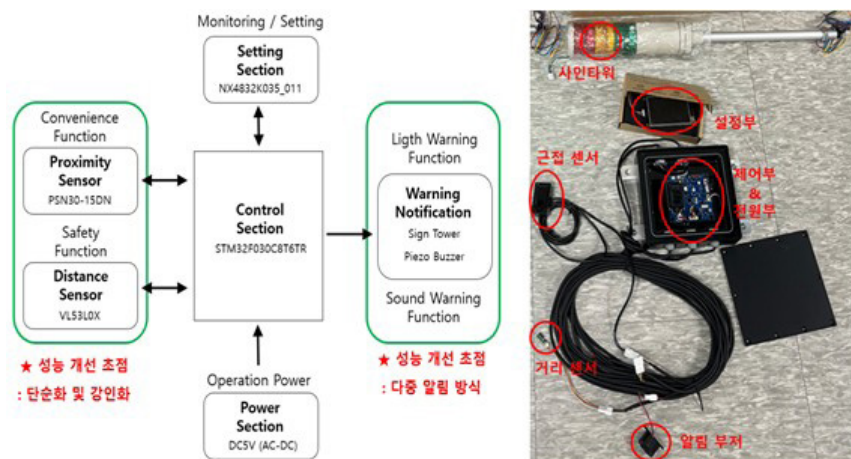 Monitoring / Setting
Setting
Section
NX4832K035_011
Convenience
Function
Proximity
Sensor
PSN30-15DN
Safety
Function
Distance
Sensor
VL53L0X
★ 성능 개선 초점
: 단순화 및 강인화
Control
Section
STM32F030C8T6TR
Operation Power
Power
Section
DC5V (AC-DC)
Ligth Warning
Function
Warning
Notification
Sign Tower
Piezo Buzzer
Sound Warning
Function
★ 성능 개선 초점
: 다중 알림 방식
사인타워
설정부
근접 센서
제어부
&
전원부
거리 센서
알림 부저